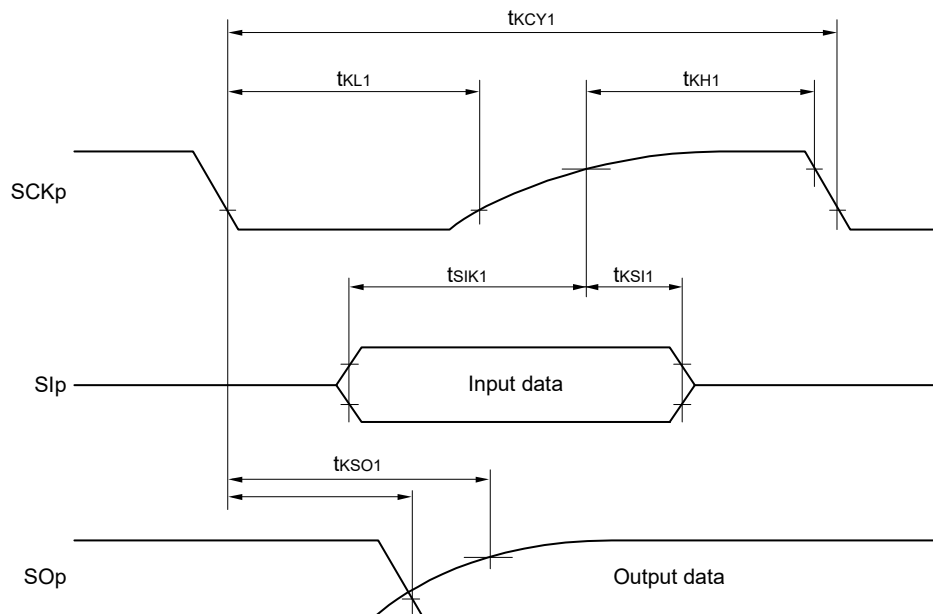 tKCY1
tKL1
tKH1
SCKp
tSIK1
tKSI1
SIp
Input data
tKSO1
SOp
Output data